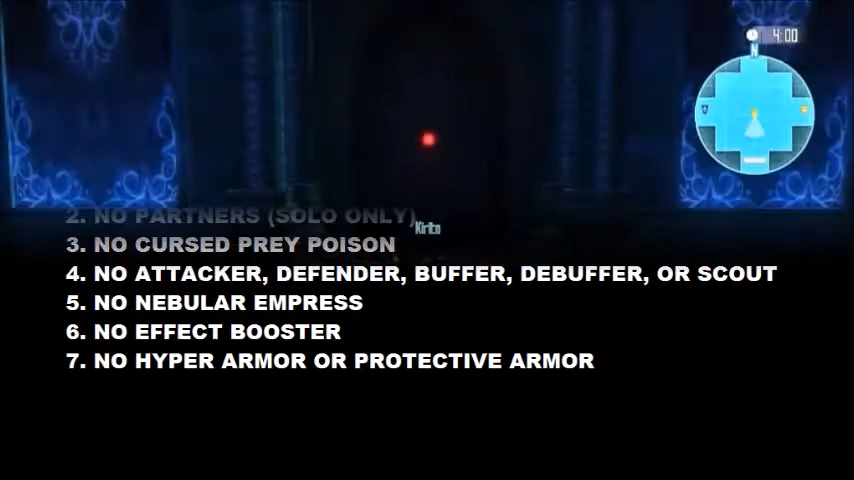 4:00
N
2. NO PARTNERS (SOLO ONLY)
Kirito
3. NO CURSED PREY POISON
4. NO ATTACKER, DEFENDER, BUFFER, DEBUFFER, OR SCOUT
5. NO NEBULAR EMPRESS
6. NO EFFECT BOOSTER
7. NO HYPER ARMOR OR PROTECTIVE ARMOR